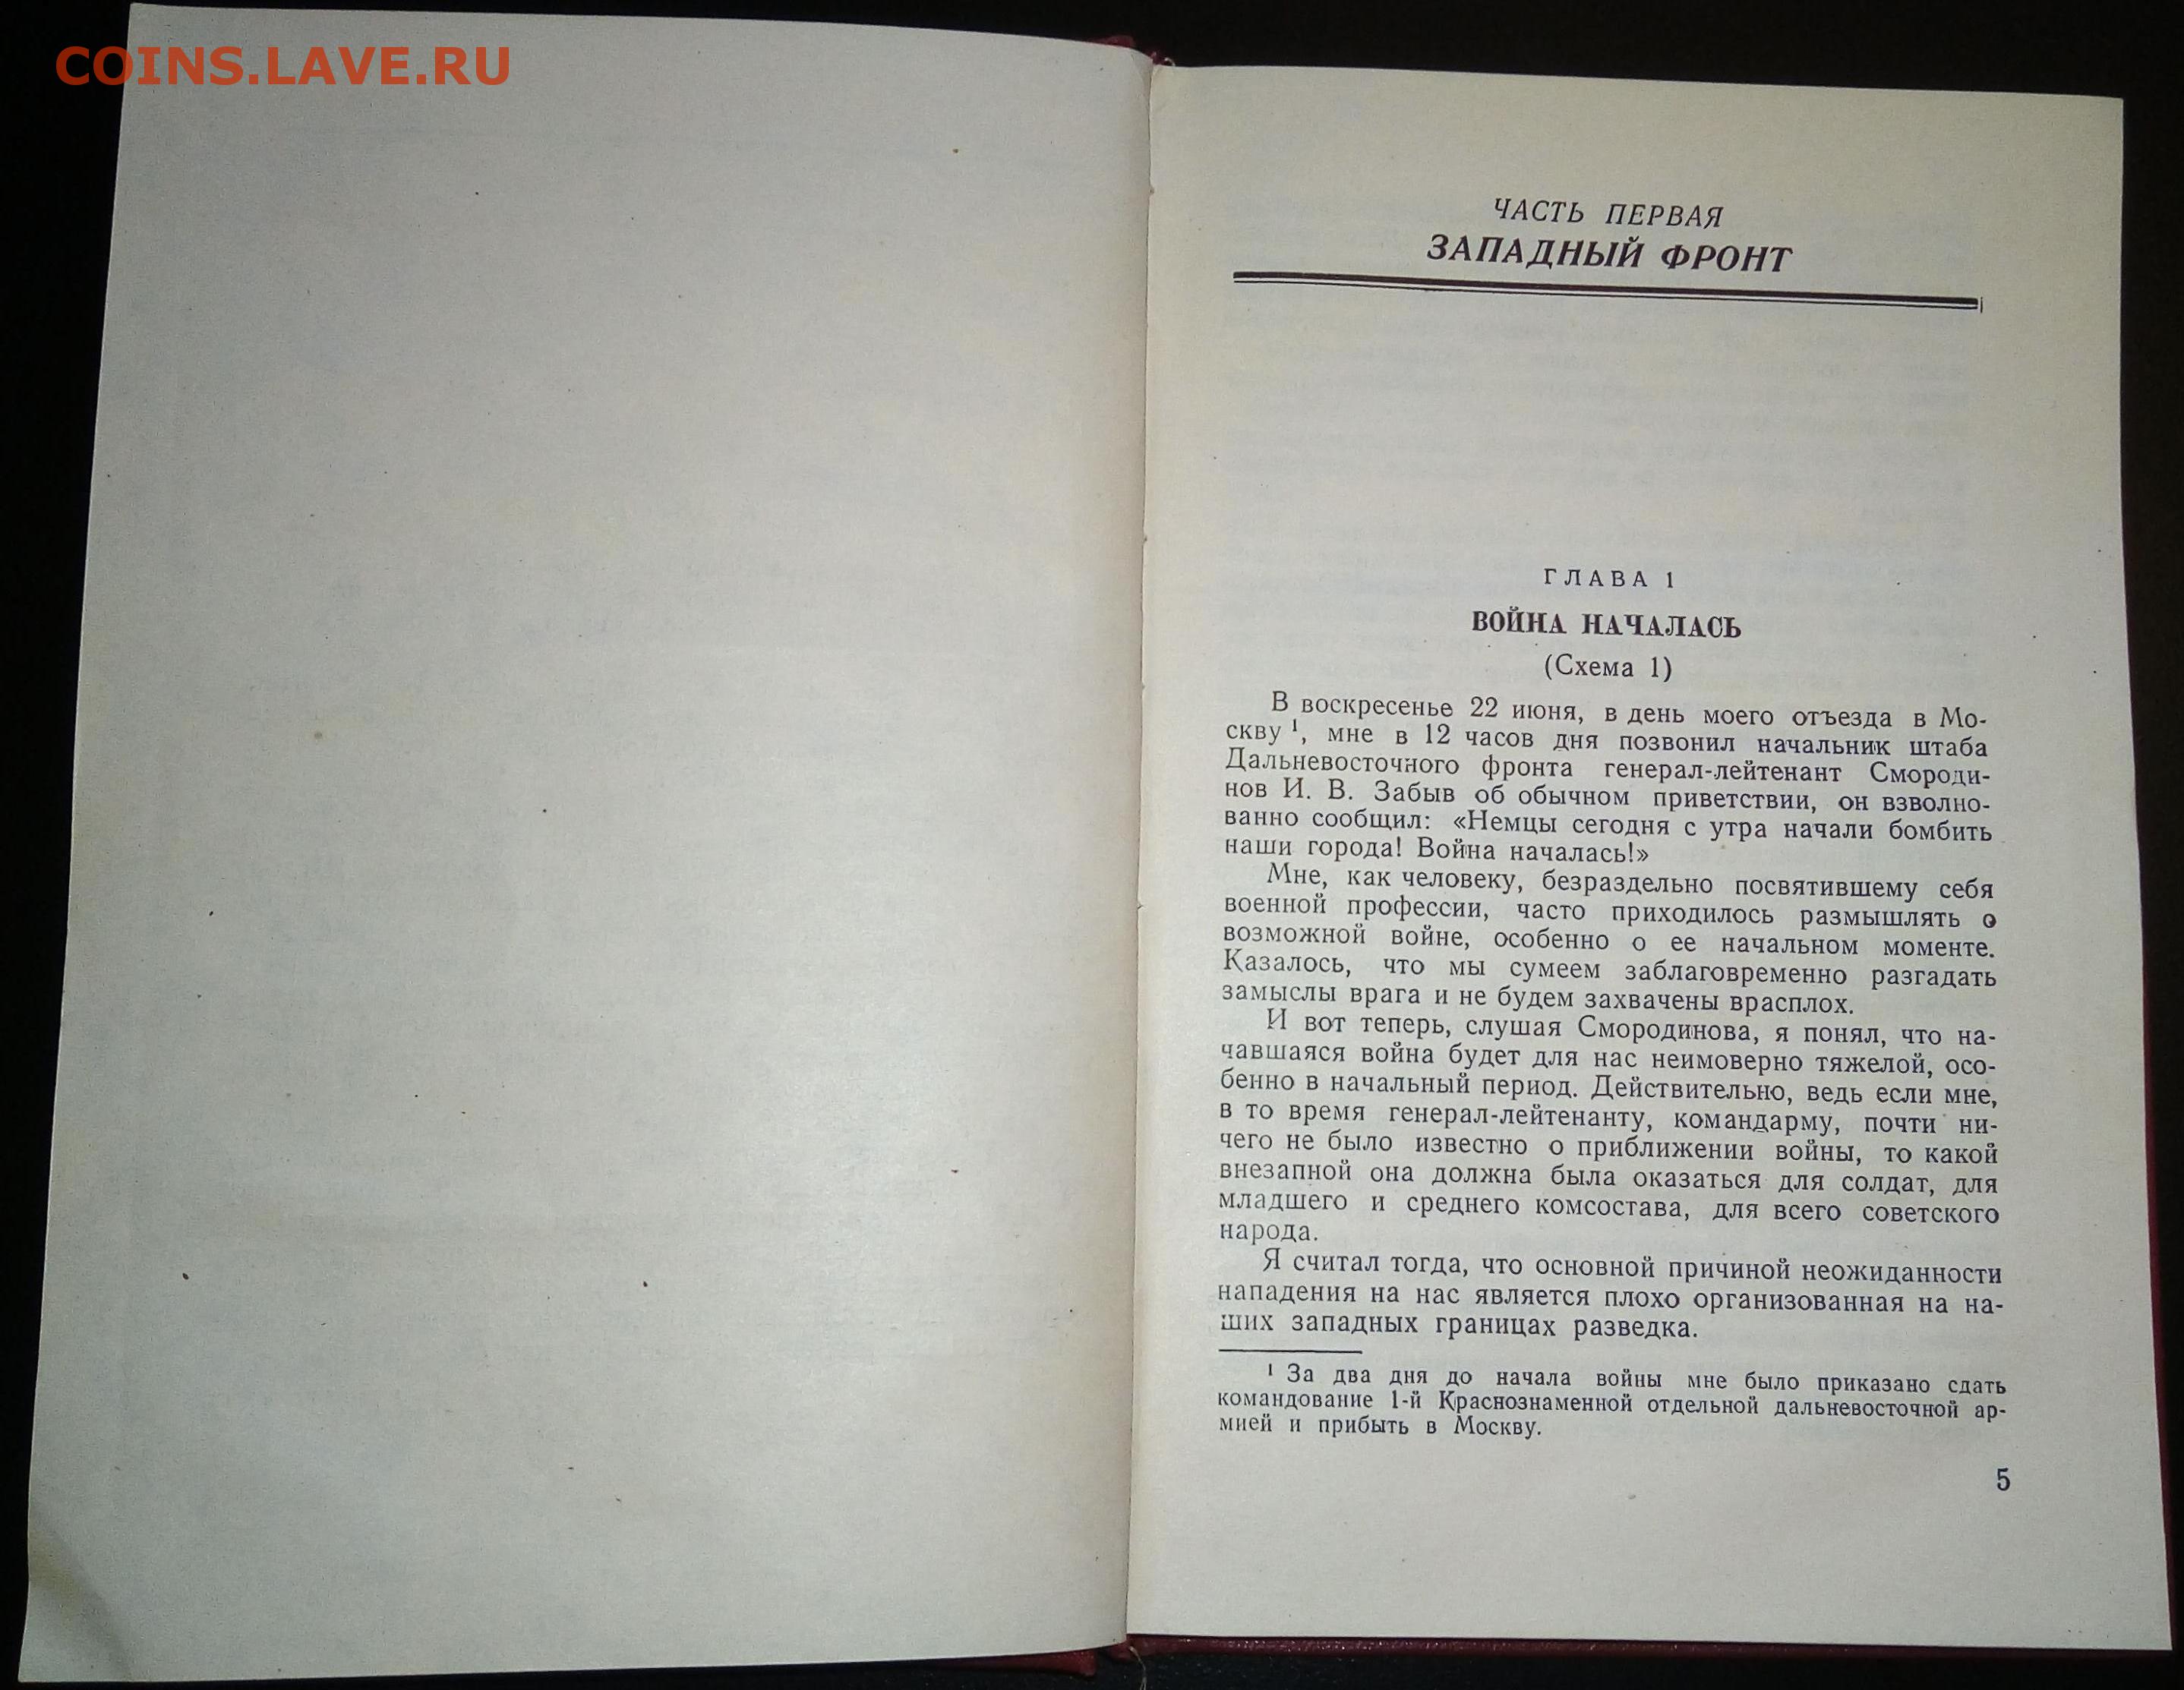 COINS.LAVE.RU
ЧАСТЬ ПЕРВАЯ
ЗАПАДНЫЙ ФРОНТ
ГЛАВА 1
ВОЙНА НАЧАЛАСЬ
(Схема 1)
В воскресенье 22 июня, в день моего отъезда в Мо-
скву ¹, мне в 12 часов дня позвонил начальник штаба
Дальневосточного фронта генерал-лейтенант Смороди-
нов И. В. Забыв об обычном приветствии, он взволно-
ванно сообщил: «Немцы сегодня с утра начали бомбить
наши города! Война началась!»
Мне, как человеку, безраздельно посвятившему себя
военной профессии, часто приходилось размышлять о
возможной войне, особенно о ее начальном моменте.
Казалось, что мы сумеем заблаговременно разгадать
замыслы врага и не будем захвачены врасплох.
И вот теперь, слушая Смородинова, я понял, что на-
чавшаяся война будет для нас неимоверно тяжелой, осо-
бенно в начальный период. Действительно, ведь если мне,
в то время генерал-лейтенанту, командарму, почти ни-
чего не было известно о приближении войны, то какой
внезапной она должна была оказаться для солдат, для
младшего и среднего комсостава, для всего советского
народа.
Я считал тогда, что основной причиной неожиданности
нападения на нас является плохо организованная на на-
ших западных границах разведка.
¹ За два дня до начала войны мне было приказано сдать
командование 1-й Краснознаменной отдельной дальневосточной ар-
мией и прибыть в Москву.
5